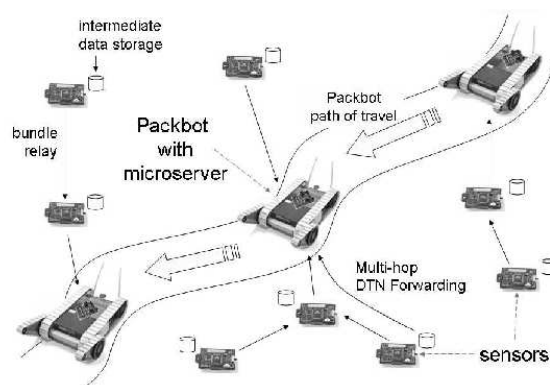 intermediate
data storage
bundle
relay
Packbot
with
microserver
Packbot
path of travel
Multi-hop
DTN Forwarding
sensors